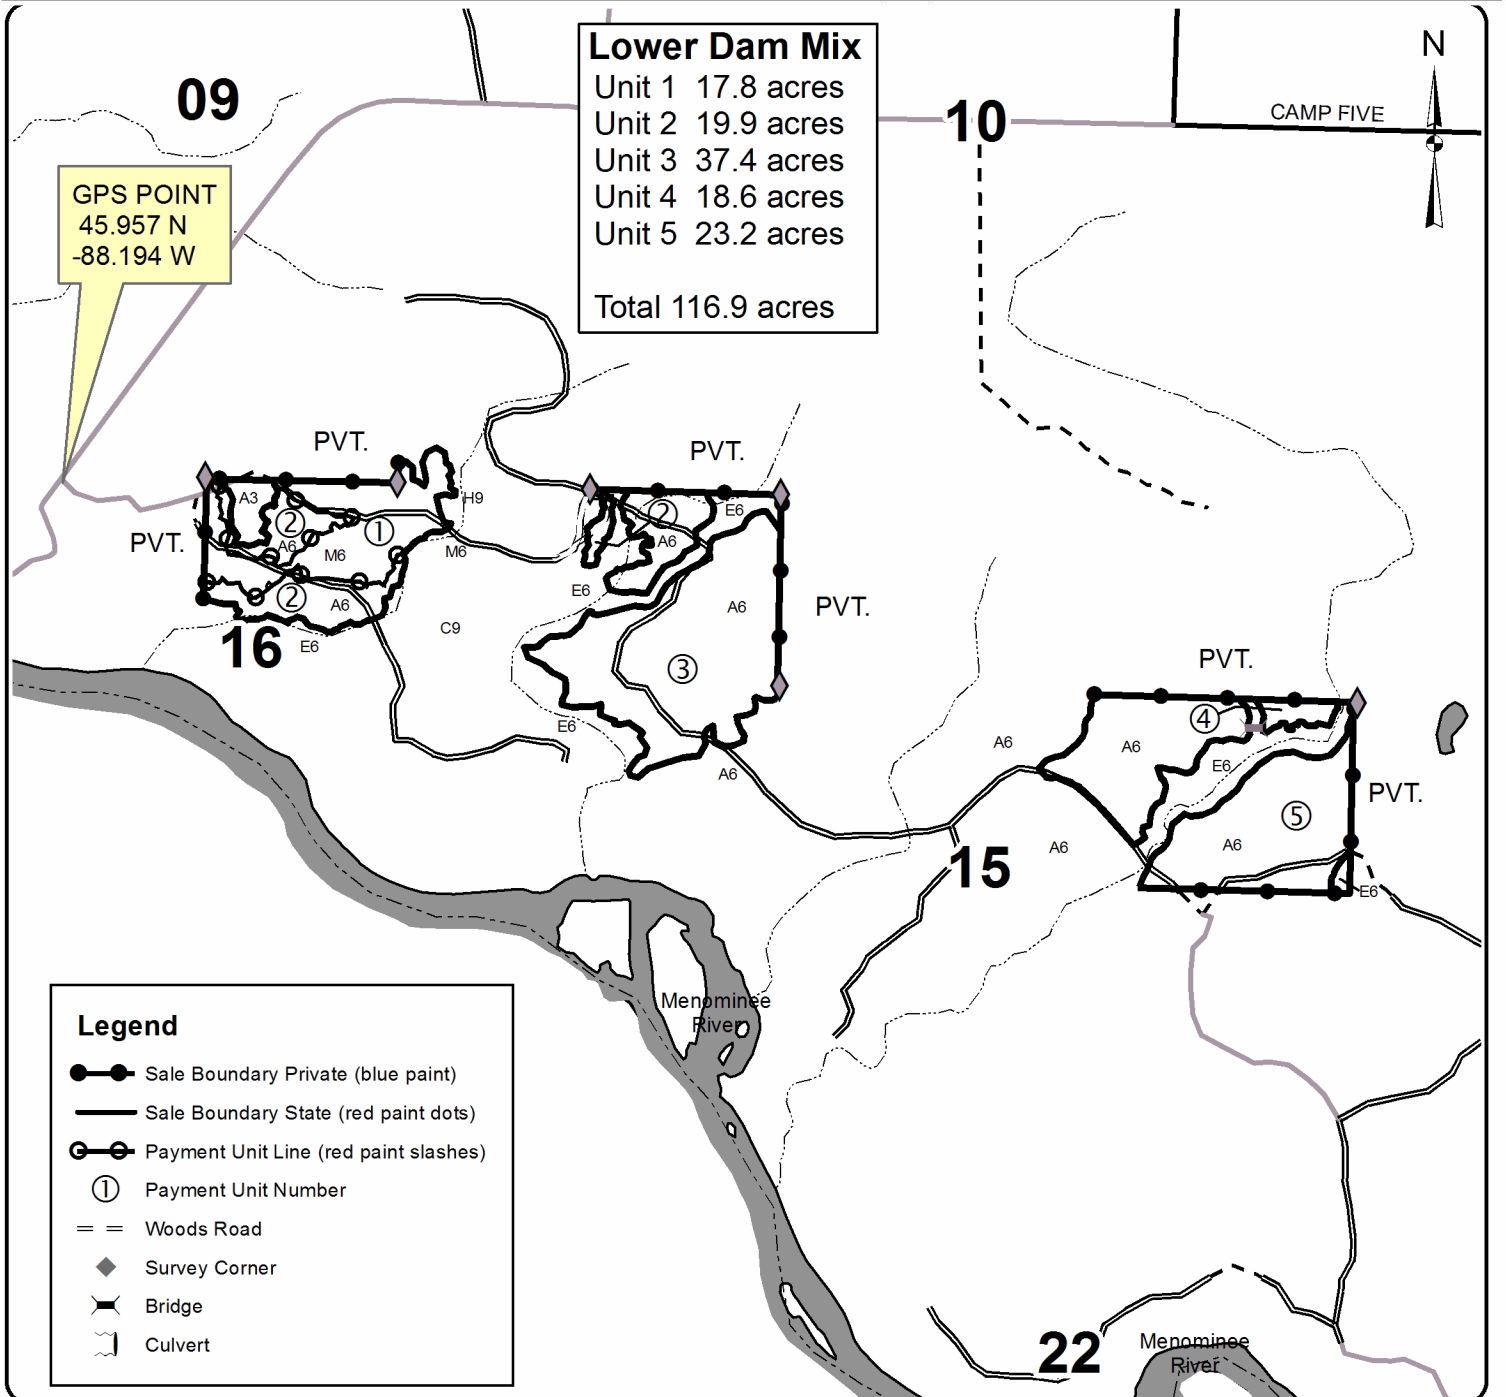 Lower Dam Mix
Unit 1 17.8 acres
Unit 2 19.9 acres
Unit 3 37.4 acres
Unit 4 18.6 acres
Unit 5 23.2 acres
Total 116.9 acres
N
09
10
CAMP FIVE
GPS POINT
45.957 N
-88.194 W
PVT.
PVT.
A3
H9
2
1
2
E6
PVT.
A6
M6
M6
A6
E6
A6
2
A6
A6
PVT.
C9
16
E6
3
PVT.
E6
4
A6
A6
E6
A6
PVT.
5
A6
A6
15
E6
Menominee
River
Legend
Sale Boundary Private (blue paint)
Sale Boundary State (red paint dots)
Payment Unit Line (red paint slashes)
1 Payment Unit Number
Woods Road
Survey Corner
Bridge
Culvert
22
Menominee
River